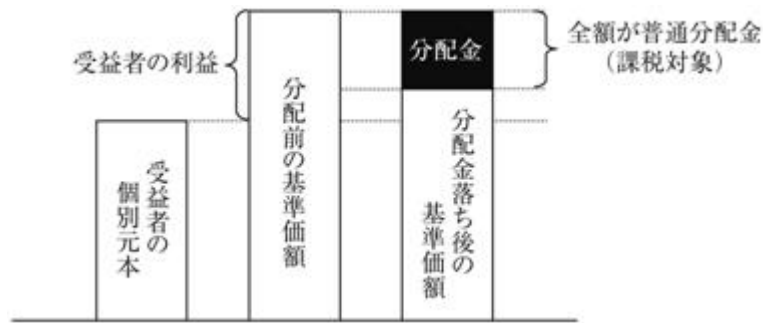 受益者の利益
分配金
全額が普通分配金
（課税対象）
受益者の
個別元本
分配前の基準価額
分配金落ち後の
基準価額